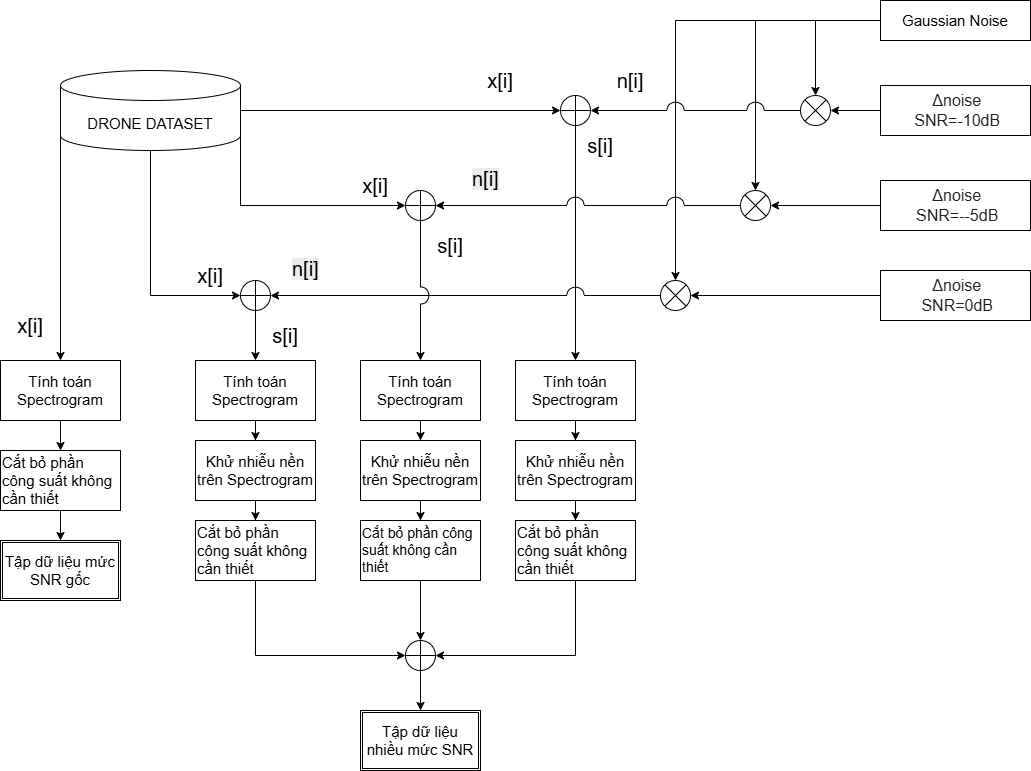 Gaussian Noise
x[i]
n[i]
Δnoise
SNR=-10dB
DRONE DATASET
s[i]
x[i]
n[i]
Δnoise
SNR=--5dB
s[i]
x[i]
n[i]
Δnoise
SNR=0dB
x[i]
s[i]
Tính toán
Spectrogram
Tính toán
Spectrogram
Tính toán
Spectrogram
Tính toán
Spectrogram
Cắt bỏ phần
công suất không
cần thiết
Khử nhiễu nền
trên Spectrogram
Khử nhiễu nền
trên Spectrogram
Khử nhiễu nền
trên Spectrogram
Tập dữ liệu mức
SNR gốc
Cắt bỏ phần
công suất không
cần thiết
Cắt bỏ phần công
suất không cần
thiết
Cắt bỏ phần
công suất không
cần thiết
Tập dữ liệu
nhiều mức SNR